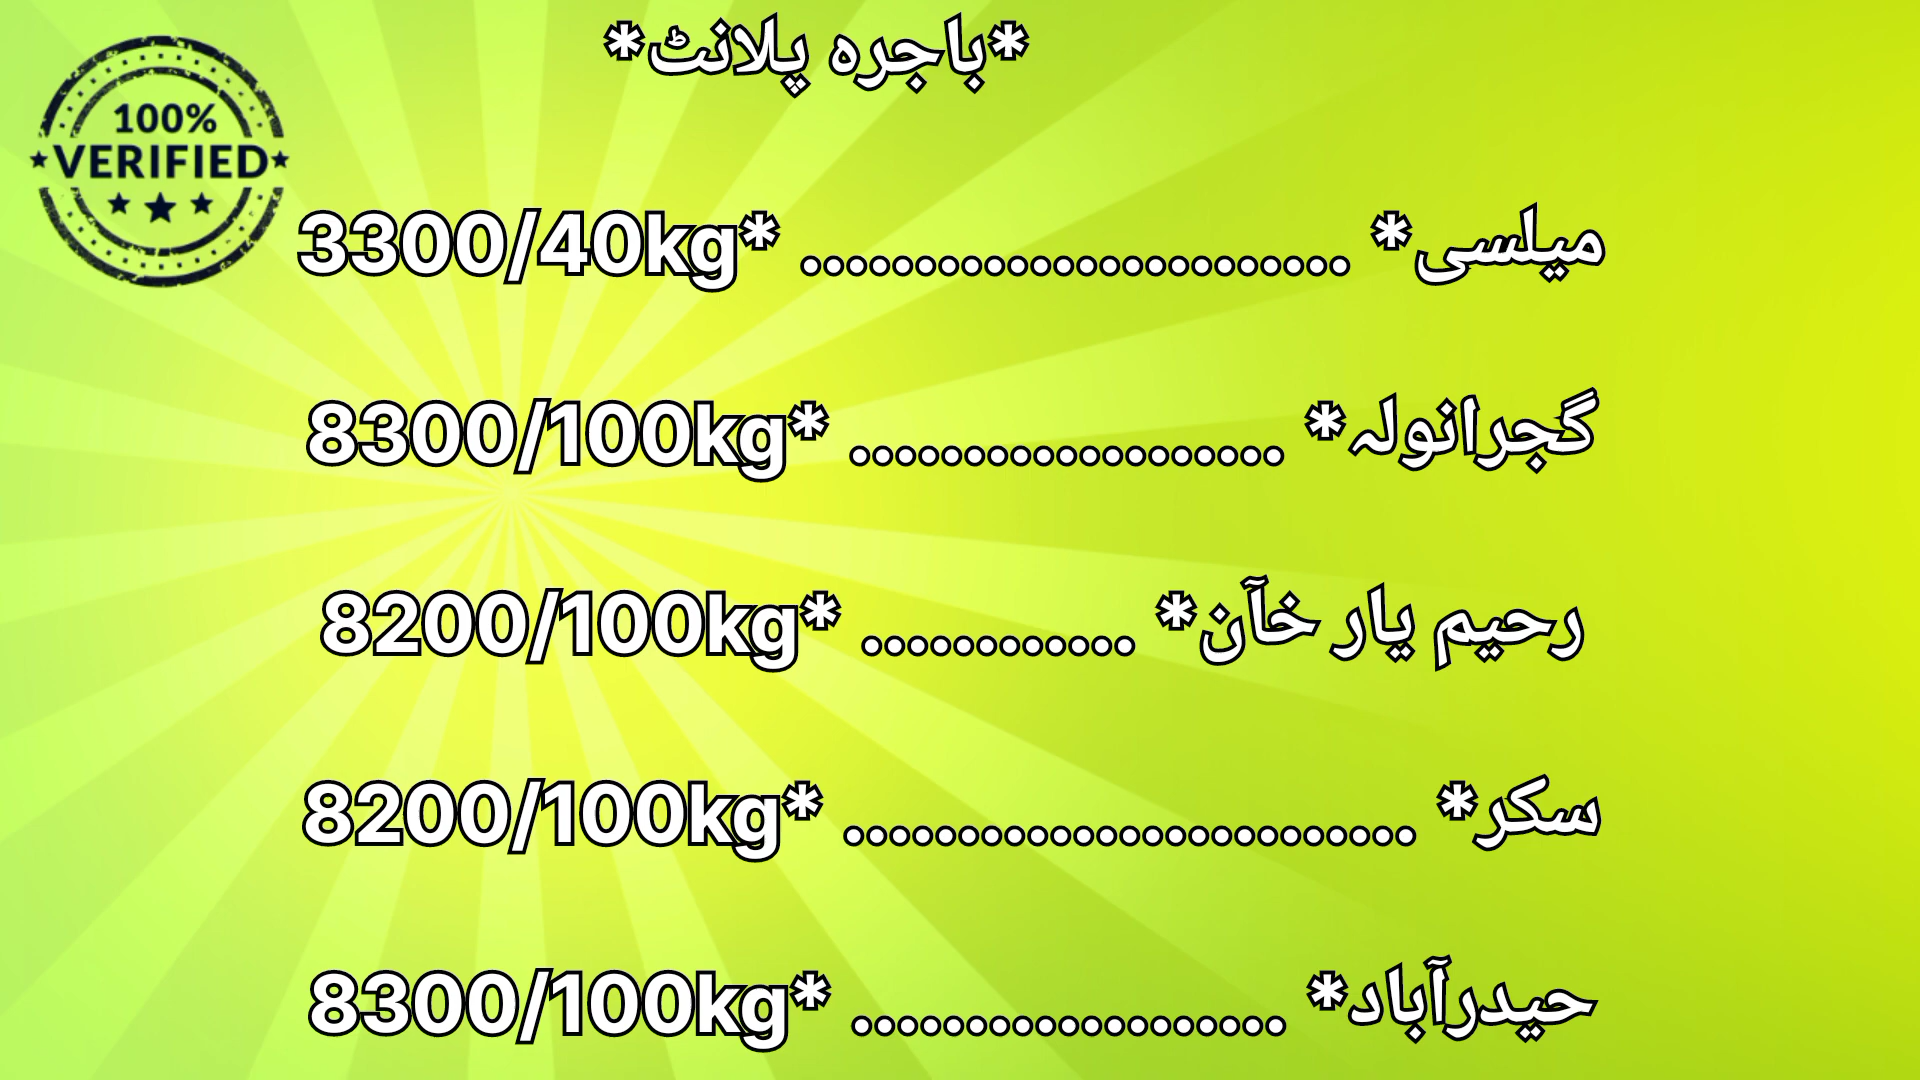 *باجرہ پلانٹ*
100%
VERIFIED
میلسی* ........................ *3300/40kg
گجرانولہ* ................... *8300/100kg
رحیم یار خآن* ............ *8200/100kg
سکر* ......................... *8200/100kg
حیدرآباد* ................... *8300/100kg